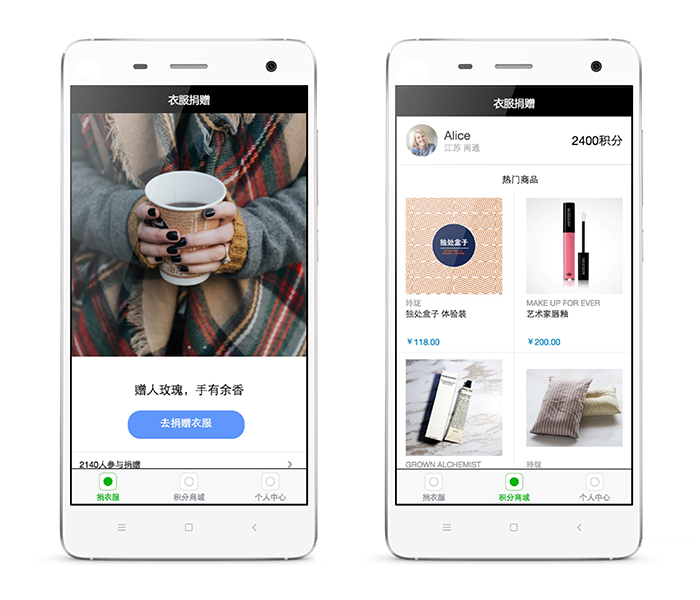 衣服捐赠
赠人玫瑰，手有余香
去捐赠衣服
2140人参与捐赠
捐衣服
积分商城
个人中心
衣服捐赠
Alice
江苏 南通
2400积分
热门商品
独处盒子
玲珑
独处盒子 体验装
￥118.00
MAKE UP FOR EVER
艺术家唇釉
￥200.00
GROWN ALCHEMIST
玲珑
捐衣服
积分商城
个人中心